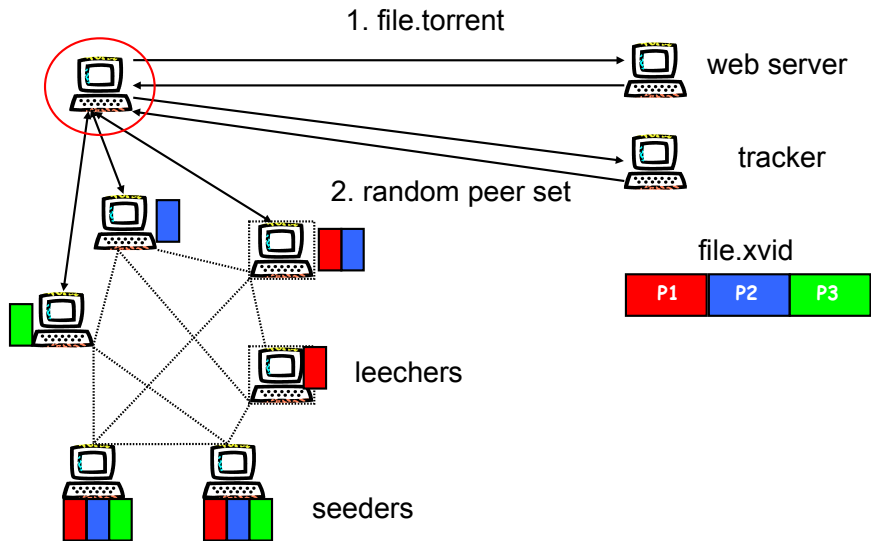 1. file.torrent
web server
tracker
2. random peer set
file.xvid
P1 P2 P3
leechers
seeders